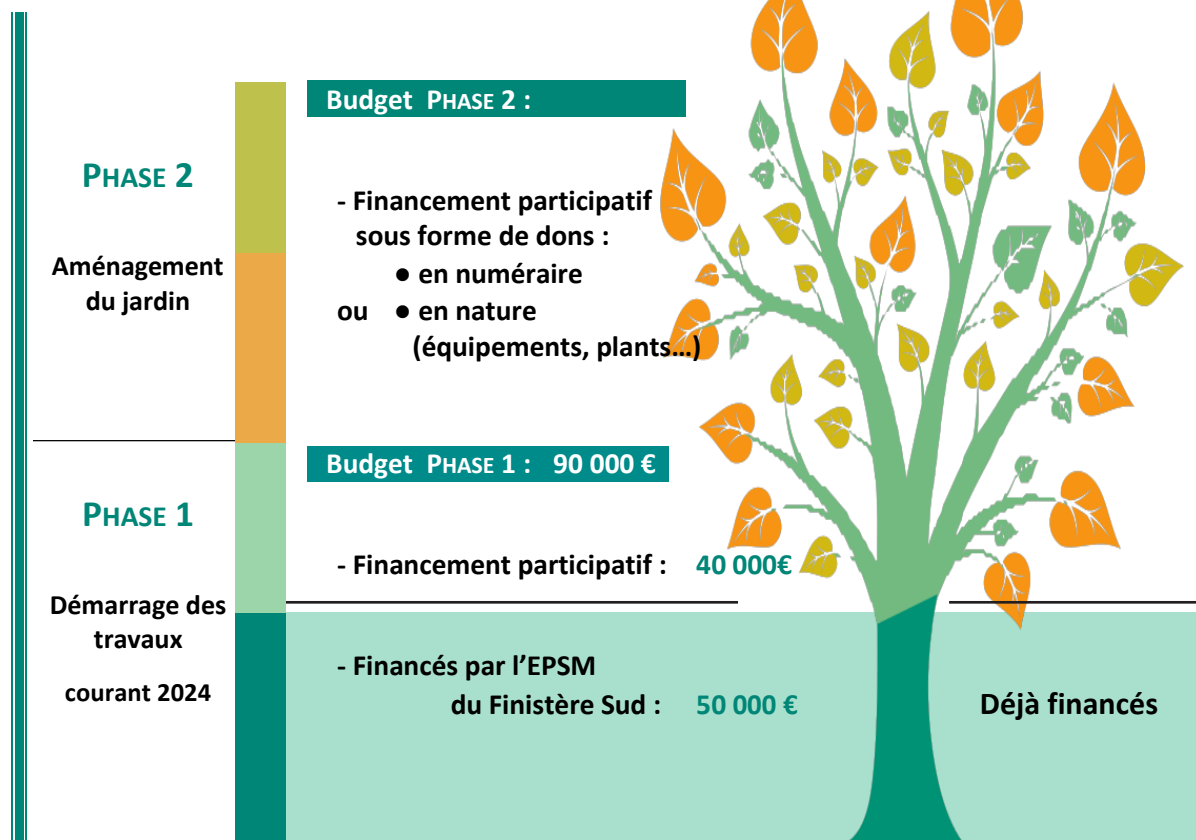 Budget PHASE 2 :
PHASE 2
Aménagement
du jardin
- Financement participatif
sous forme de dons :
● en numéraire
ou ● en nature
(équipements, plants…)
Budget PHASE 1 : 90 000 €
PHASE 1
Démarrage des
travaux
courant 2024
- Financement participatif : 40 000€
- Financés par l’EPSM
du Finistère Sud : 50 000 €
Déjà financés